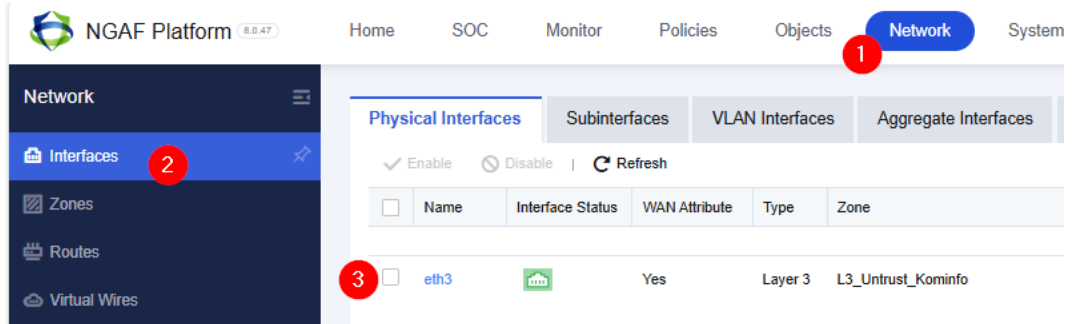 NGAF Platform 8.0.47 Home SOC Monitor Policies Objects Network System
1
Network
Physical Interfaces Subinterfaces VLAN Interfaces Aggregate Interfaces
Interfaces 2
Enable Disable | Refresh
Zones
Name Interface Status WAN Attribute Type Zone
Routes
3 eth3 Yes Layer 3 L3_Untrust_Kominfo
Virtual Wires